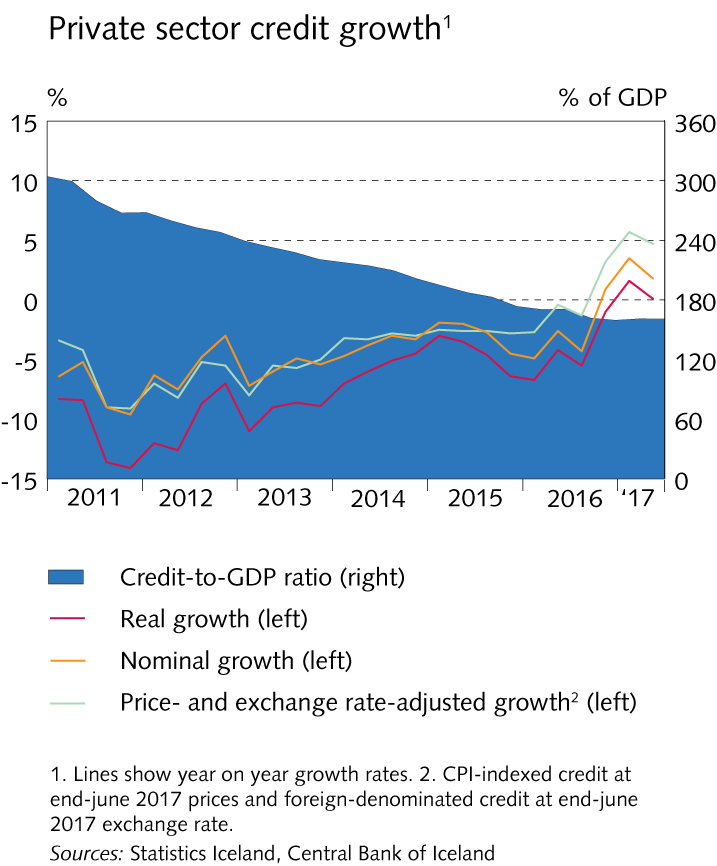 Private sector credit growth¹
% % of GDP
15 360
10 300
5 240
0 180
-5 120
-10 60
-15 0
2011 2012 2013 2014 2015 2016 ‘17
Credit-to-GDP ratio (right)
Real growth (left)
Nominal growth (left)
Price- and exchange rate-adjusted growth² (left)
1. Lines show year on year growth rates. 2. CPI-indexed credit at
end-june 2017 prices and foreign-denominated credit at end-june
2017 exchange rate.
Sources: Statistics Iceland, Central Bank of Iceland